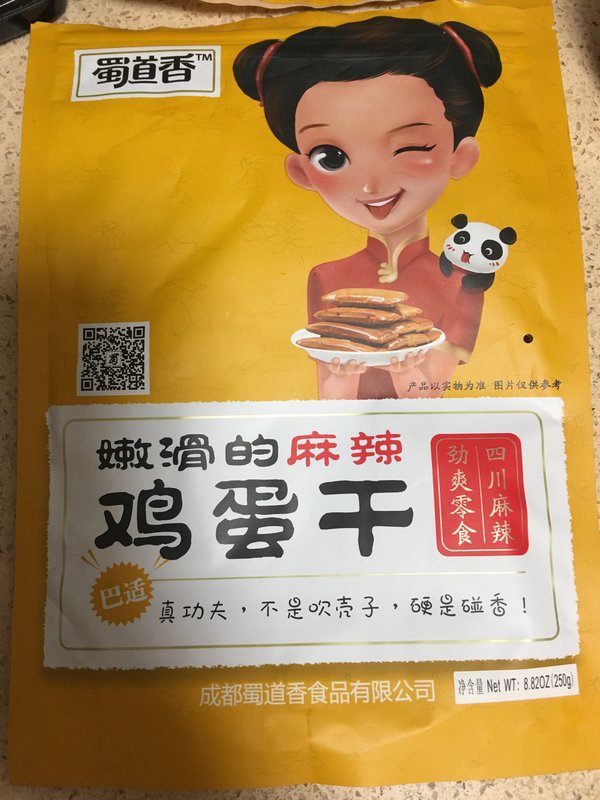 蜀道香™
蜀
产品以实物为准 图片仅供参考
嫩滑的麻辣
鸡蛋干
四川麻辣
劲爽零食
巴适
真功夫，不是吹壳子，硬是碰香！
成都蜀道香食品有限公司
净含量 Net WT: 8.82OZ(250g)